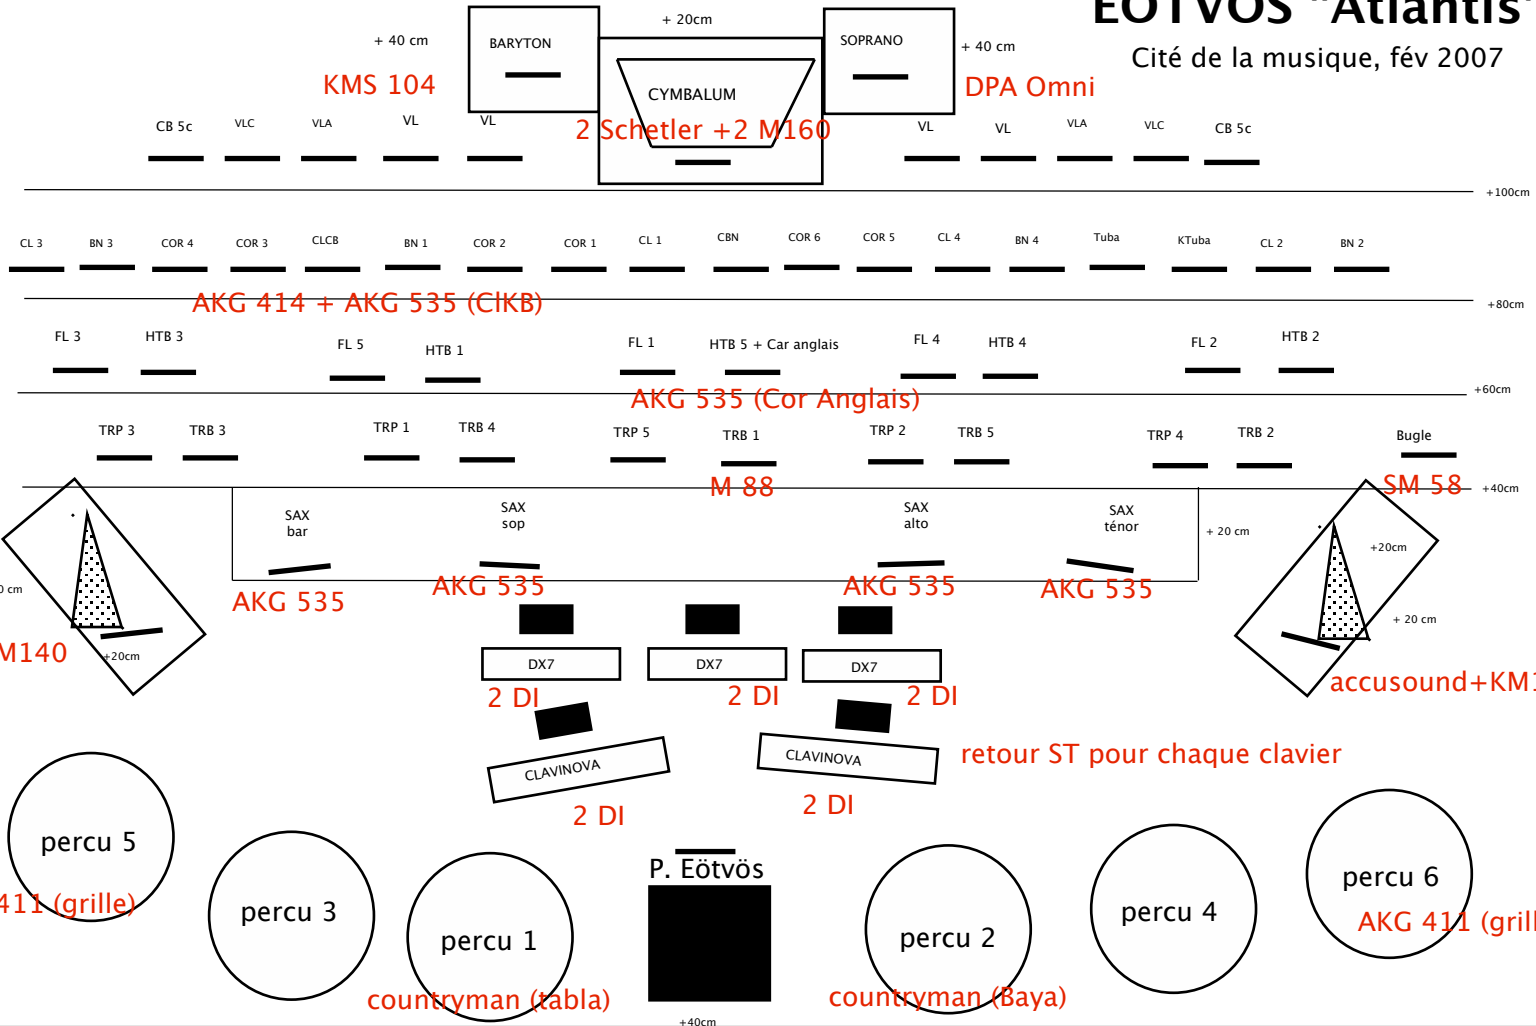 EÖTVÖS "Atlantis"
Cité de la musique, fév 2007
+ 20cm
+ 40 cm
BARYTON
SOPRANO
+ 40 cm
KMS 104
CYMBALUM
DPA Omni
2 Schetler +2 M160
CB 5c VLC VLA VL VL VL VL VLA VLC CB 5c
+100cm
CL 3 BN 3 COR 4 COR 3 CLCB BN 1 COR 2 COR 1 CL 1 CBN COR 6 COR 5 CL 4 BN 4 Tuba KTuba CL 2 BN 2
AKG 414 + AKG 535 (ClKB)
+80cm
FL 3 HTB 3 FL 5 HTB 1 FL 1 HTB 5 + Car anglais FL 4 HTB 4 FL 2 HTB 2
AKG 535 (Cor Anglais)
+60cm
TRP 3 TRB 3 TRP 1 TRB 4 TRP 5 TRB 1 TRP 2 TRB 5 TRP 4 TRB 2 Bugle
M 88
SM 58
+40cm
SAX
bar
SAX
sop
SAX
alto
SAX
ténor
+ 20 cm
+20cm
0 cm
AKG 535
AKG 535
AKG 535
AKG 535
+ 20 cm
M140
+20cm
DX7
DX7
DX7
accusound+KM1
2 DI
2 DI
2 DI
CLAVINOVA
CLAVINOVA
retour ST pour chaque clavier
2 DI
2 DI
percu 5
P. Eötvös
percu 6
411 (grille)
percu 3
percu 1
percu 2
percu 4
AKG 411 (grill
countryman (tabla)
countryman (Baya)
+40cm